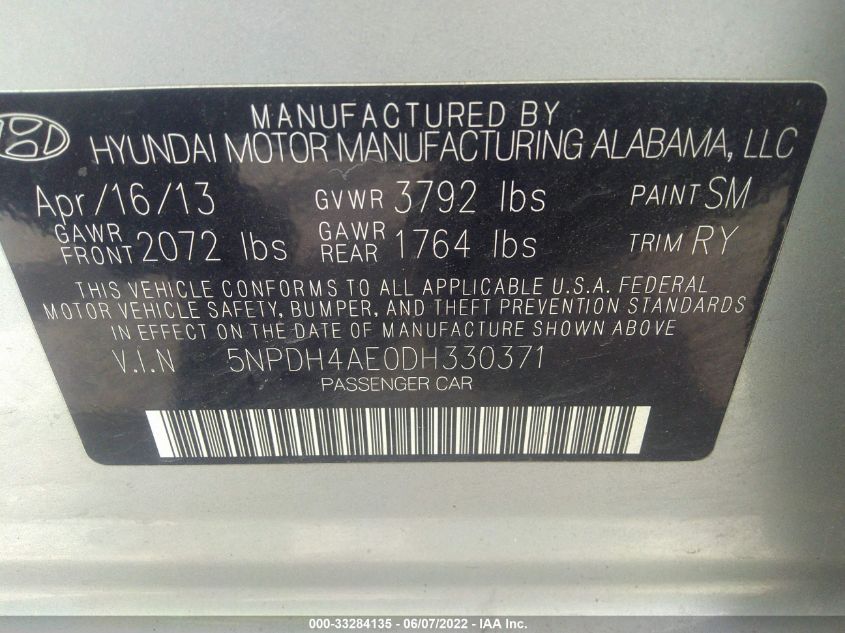 MANUFACTURED BY
HYUNDAI MOTOR MANUFACTURING ALABAMA, LLC
Apr/16/13 GVWR 3792 lbs PAINT SM
GAWR FRONT 2072 lbs GAWR REAR 1764 lbs TRIM RY
THIS VEHICLE CONFORMS TO ALL APPLICABLE U.S.A. FEDERAL
MOTOR VEHICLE SAFETY, BUMPER, AND THEFT PREVENTION STANDARDS
IN EFFECT ON THE DATE OF MANUFACTURE SHOWN ABOVE
V.I.N 5NPDH4AE0DH330371
PASSENGER CAR
000-33284135 - 06/07/2022 - IAA Inc.